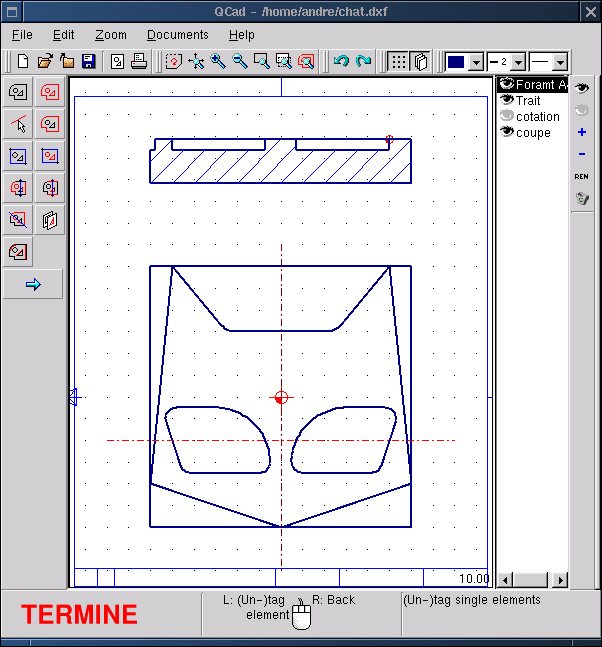 QCad - /home/andre/chat.dxf
File Edit Zoom Documents Help
2
Foramt A
Trait
cotation
coupe
REN
10.00
TERMINE
L: (Un-)tag R: Back
element
(Un-)tag single elements